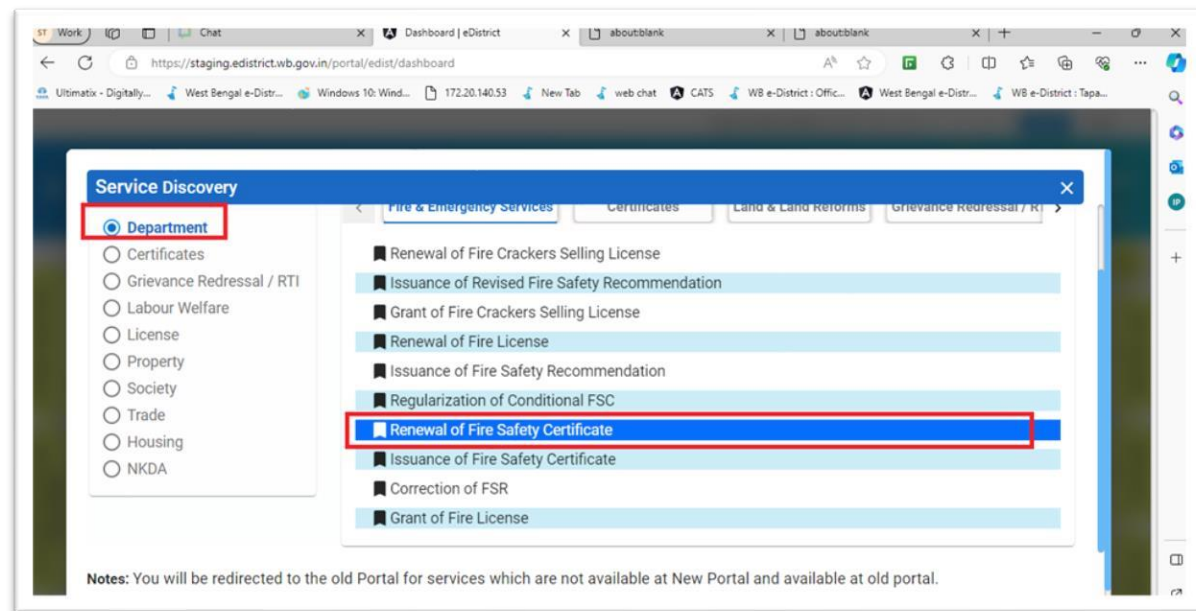 ST Work
Chat
Dashboard | eDistrict
about:blank
about:blank
https://staging.edistrict.wb.gov.in/portal/edist/dashboard
Ultimatix - Digitally... West Bengal e-Distr... Windows 10: Wind... 172.20.140.53 New Tab web chat CATS WB e-District : Offic... West Bengal e-Distr... WB e-District : Tapa...
Service Discovery
Department
Certificates
Grievance Redressal / RTI
Labour Welfare
License
Property
Society
Trade
Housing
NKDA
Fire & Emergency Services Certificates Land & Land Reforms Grievance Redressal / RT
Renewal of Fire Crackers Selling License
Issuance of Revised Fire Safety Recommendation
Grant of Fire Crackers Selling License
Renewal of Fire License
Issuance of Fire Safety Recommendation
Regularization of Conditional FSC
Renewal of Fire Safety Certificate
Issuance of Fire Safety Certificate
Correction of FSR
Grant of Fire License
Notes: You will be redirected to the old Portal for services which are not available at New Portal and available at old portal.
IP